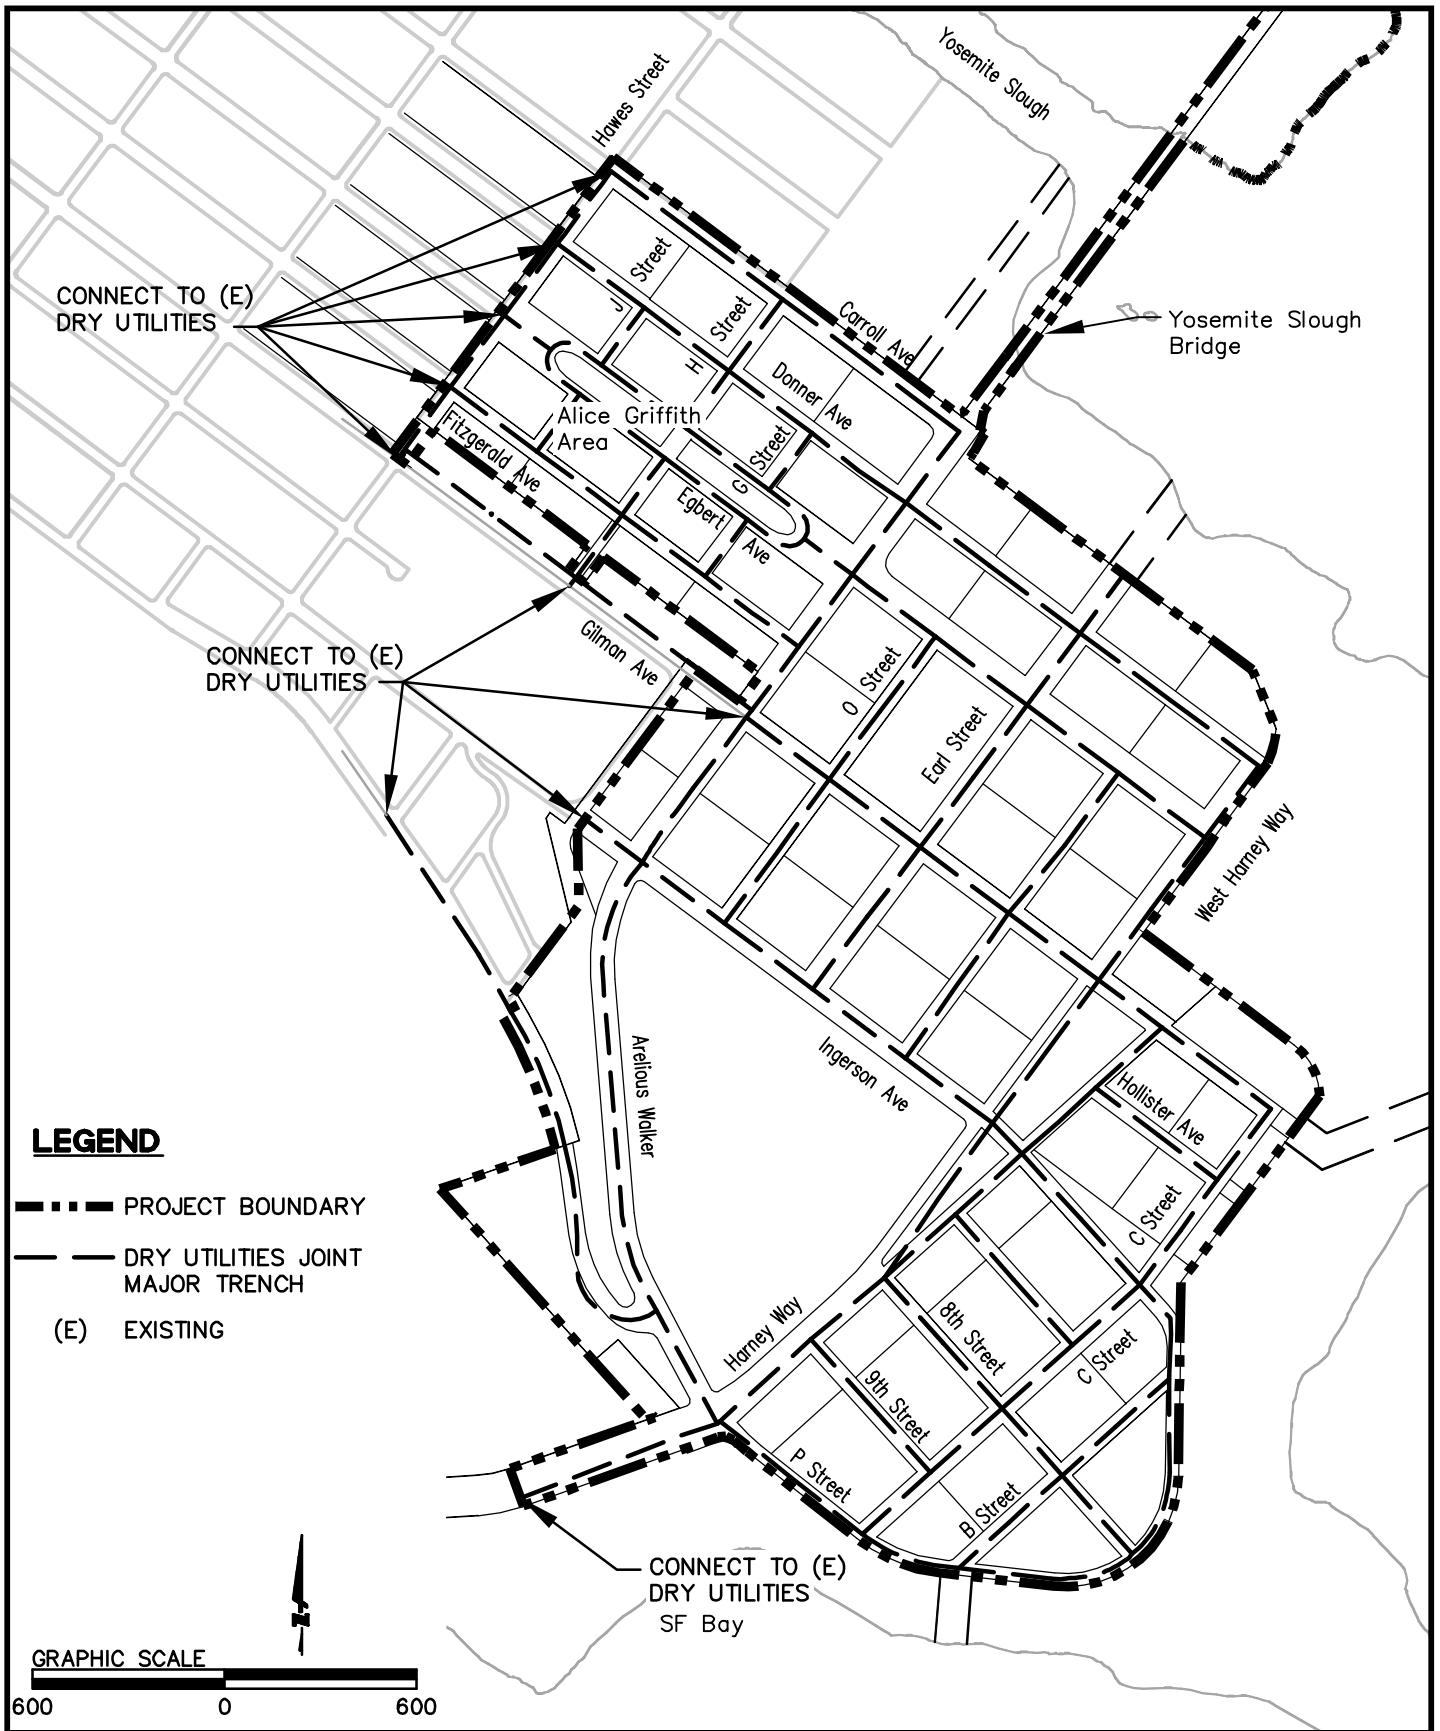 Yosemite Slough
Hawes Street
CONNECT TO (E)
DRY UTILITIES
Street
J
Street
H
Carroll Ave
Yosemite Slough
Bridge
Donner Ave
Alice Griffith
Area
Fitzgerald Ave
Street
G
Egbert
Ave
CONNECT TO (E)
DRY UTILITIES
Gilman Ave
O Street
Earl Street
West Harney Way
Arelious Walker
Ingerson Ave
Hollister Ave
C Street
LEGEND
PROJECT BOUNDARY
DRY UTILITIES JOINT
MAJOR TRENCH
(E) EXISTING
Harney Way
8th Street
C Street
9th Street
P Street
B Street
CONNECT TO (E)
DRY UTILITIES
SF Bay
N
GRAPHIC SCALE
600 0 600